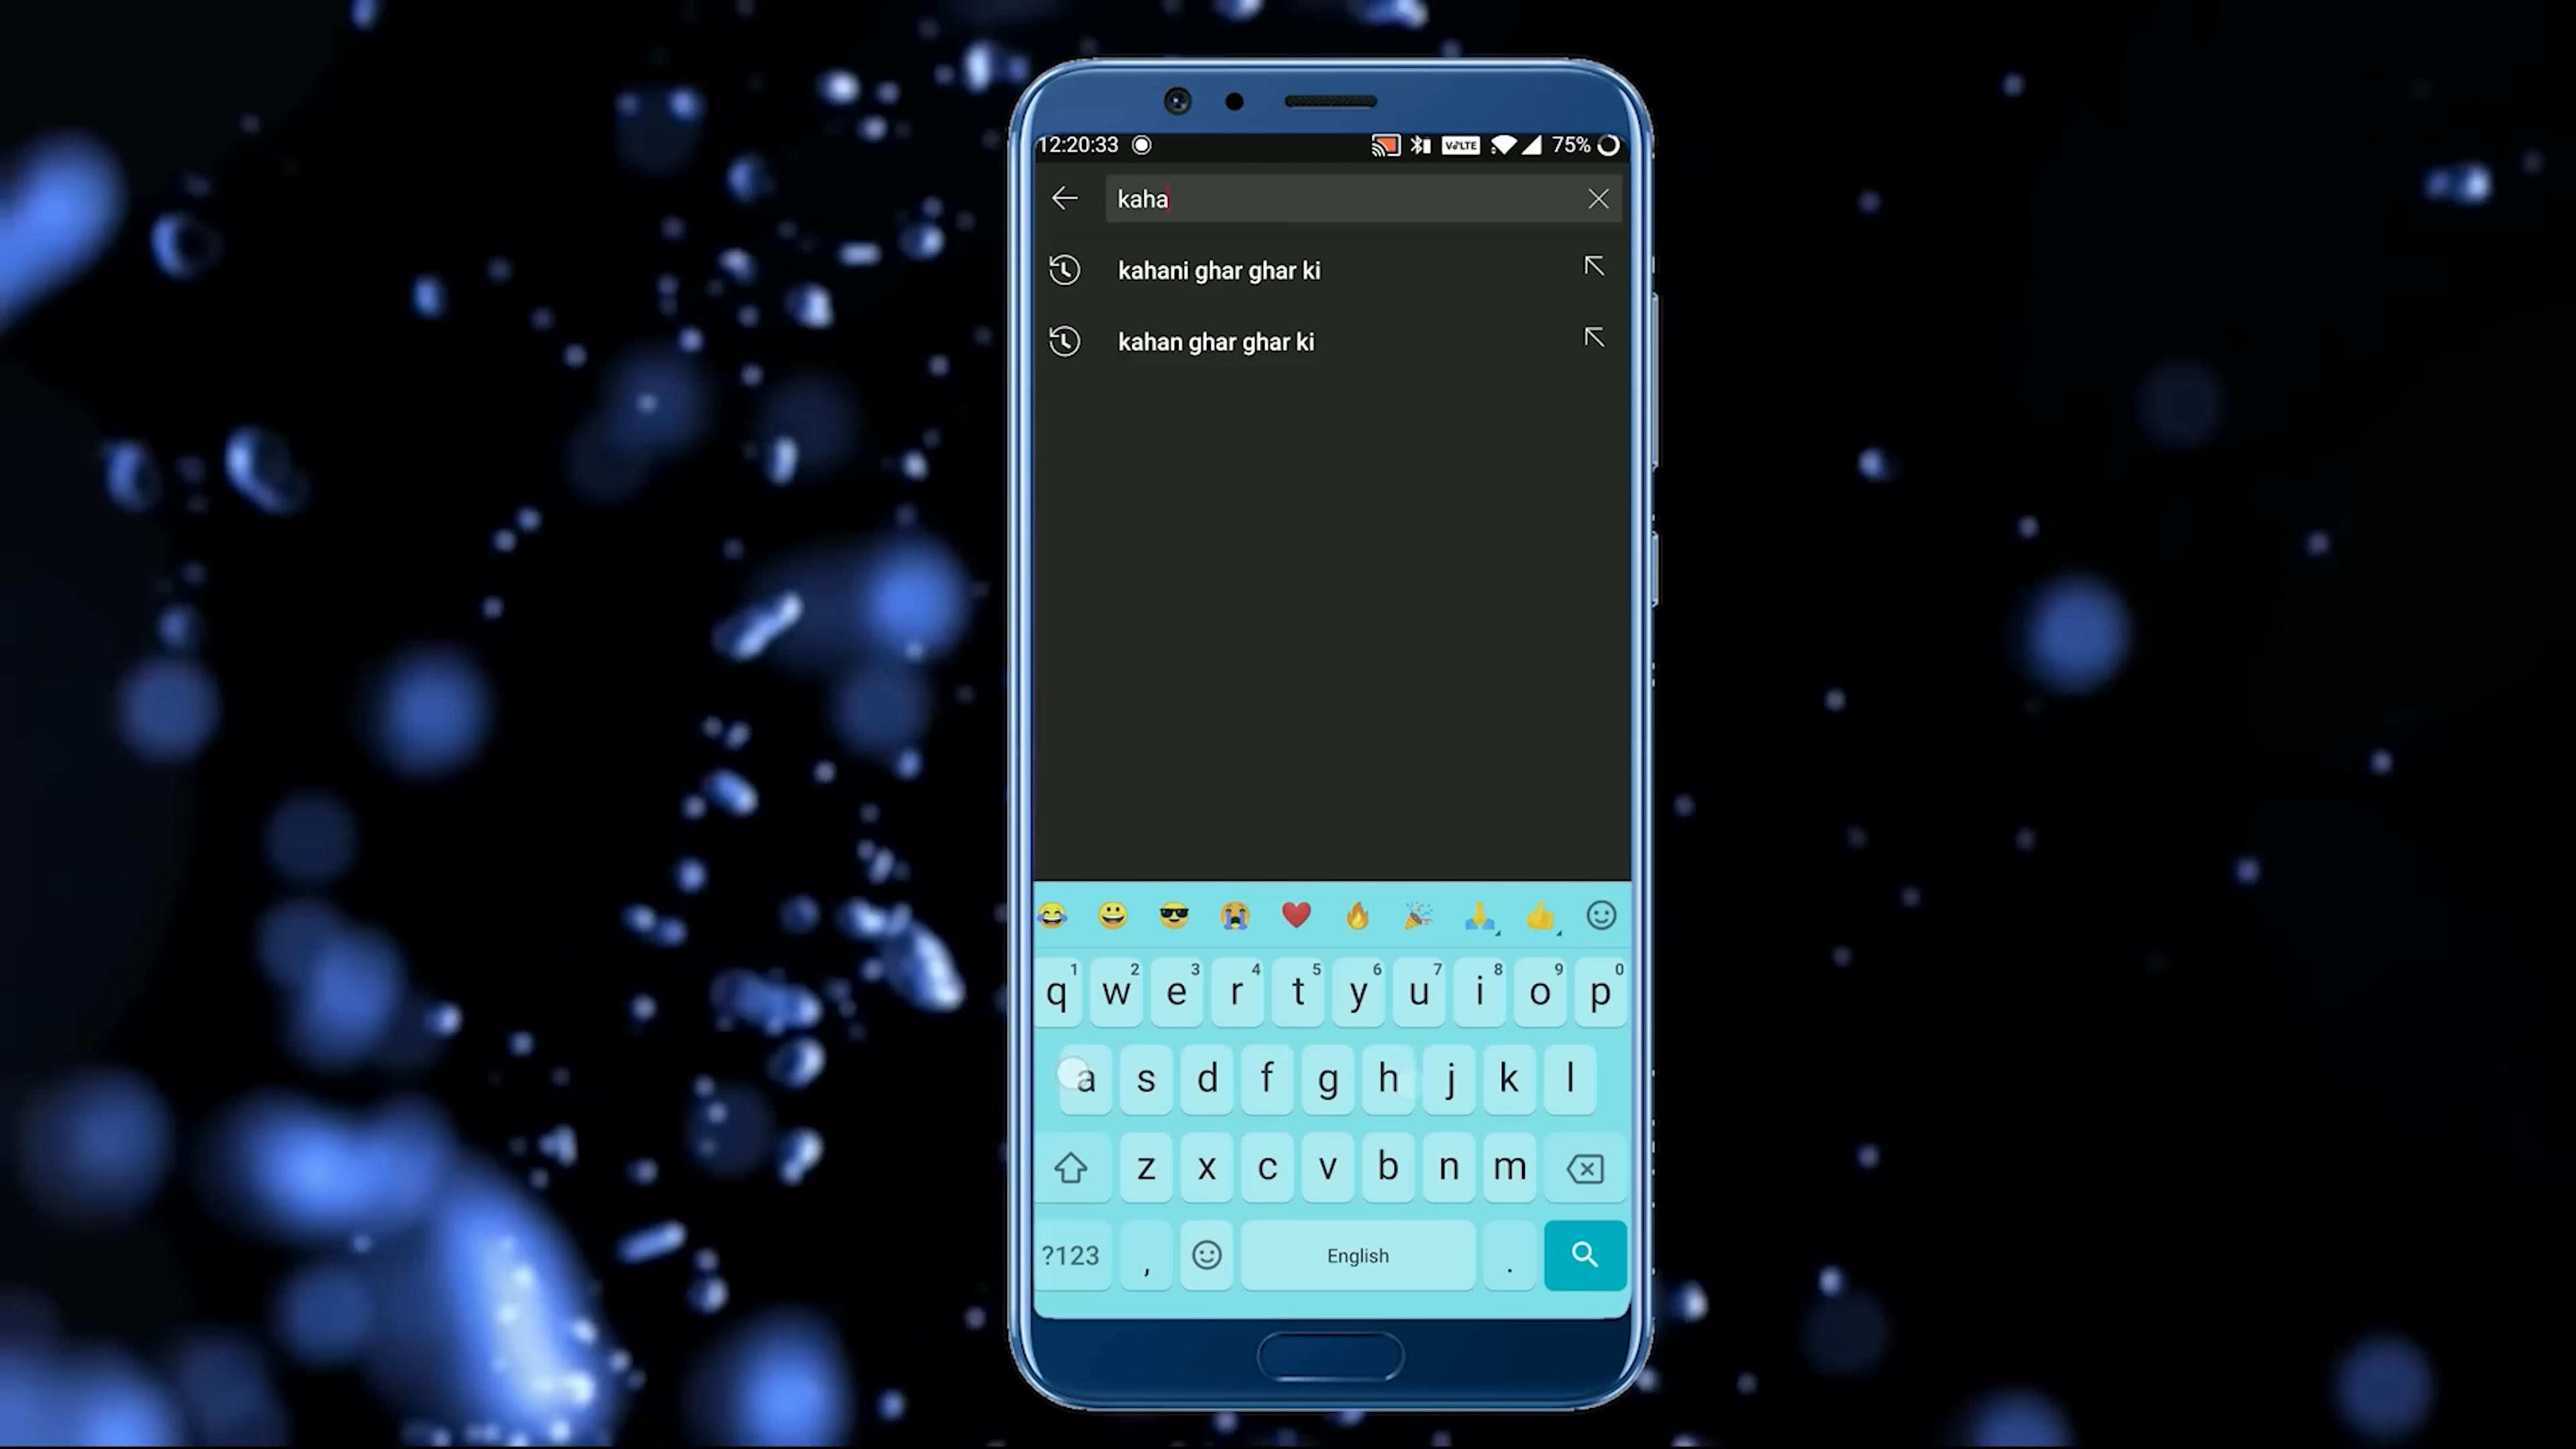 12:20:33 VoLTE 75%
kaha
kahani ghar ghar ki
kahan ghar ghar ki
1 2 3 4 5 6 7 8 9 0
q w e r t y u i o p
a s d f g h j k l
z x c v b n m
?123 , English .